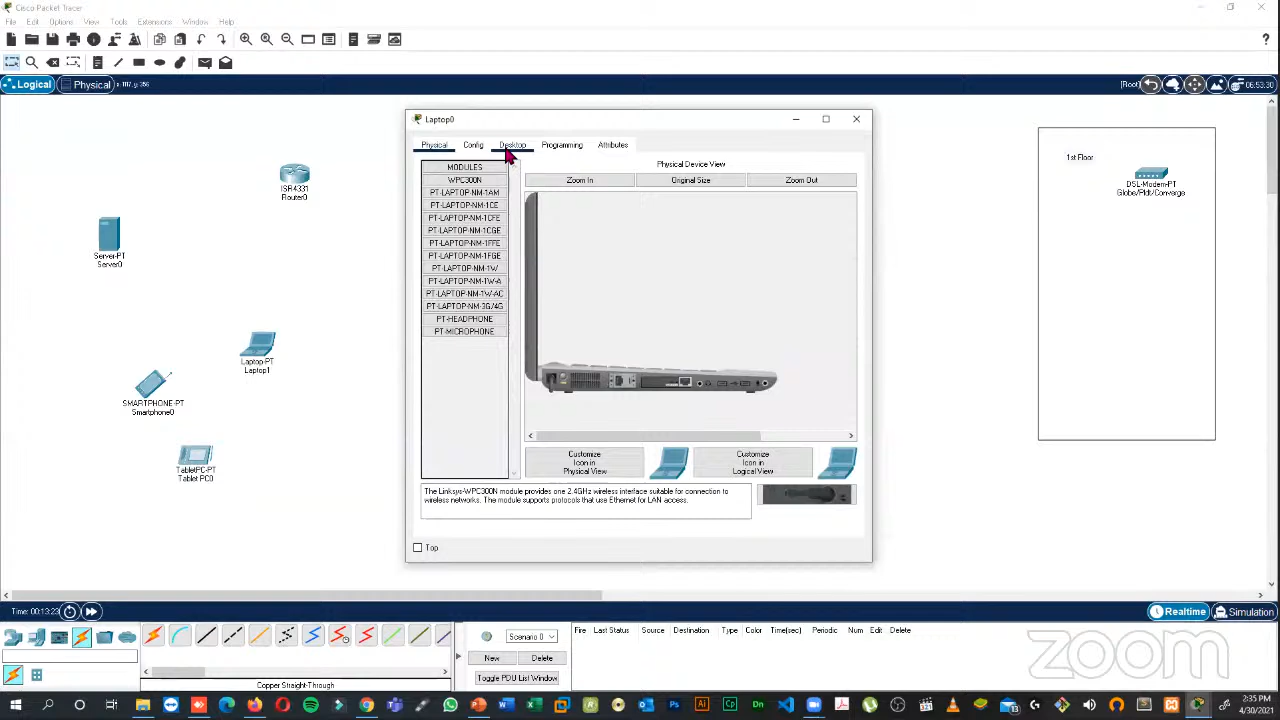 Cisco Packet Tracer
File Edit Options View Tools Extensions Window Help
Logical
Physical
[Root]
06:53:30
Laptop0
Physical Config Desktop Programming Attributes
MODULES
WPC300N
PT-LAPTOP-NM-1AM
PT-LAPTOP-NM-1CE
PT-LAPTOP-NM-1CFE
PT-LAPTOP-NM-1CGE
PT-LAPTOP-NM-1FFE
PT-LAPTOP-NM-1FGE
PT-LAPTOP-NM-1W
PT-LAPTOP-NM-1W-A
PT-LAPTOP-NM-1W-AC
PT-LAPTOP-NM-3G/4G
PT-HEADPHONE
PT-MICROPHONE
Physical Device View
Zoom In Original Size Zoom Out
Customize
Icon in
Physical View
Customize
Icon in
Logical View
The Linksys-WPC300N module provides one 2.4GHz wireless interface suitable for connection to
wireless networks. The module supports protocols that use Ethernet for LAN access.
Top
ISR4331
Router0
Server-PT
Server0
Laptop-PT
Laptop1
SMARTPHONE-PT
Smartphone0
TabletPC-PT
Tablet PC0
1st Floor
DSL-Modem-PT
Globe/Pldt/Converge
Time: 00:13:23
Realtime
Simulation
Scenario 0
New Delete
Toggle PDU List Window
Fire Last Status Source Destination Type Color Time(sec) Periodic Num Edit Delete
Copper Straight-Through
zoom
2:35 PM
4/30/2021